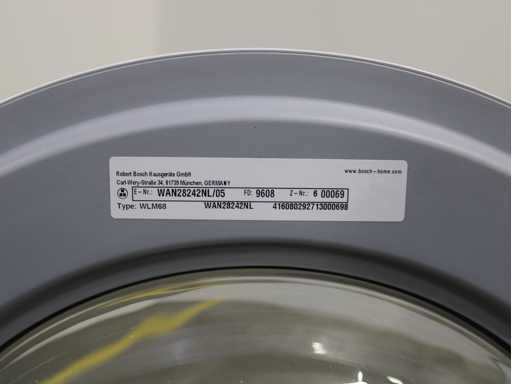 Robert Bosch Hausgeräte GmbH
www.bosch-home.com
Carl-Wery-Straße 34, 81739 München, GERMANY
E-Nr.: WAN28242NL/05 FD: 9608 Z-Nr.: 6 00069
Type: WLM68 WAN28242NL 416080292713000698